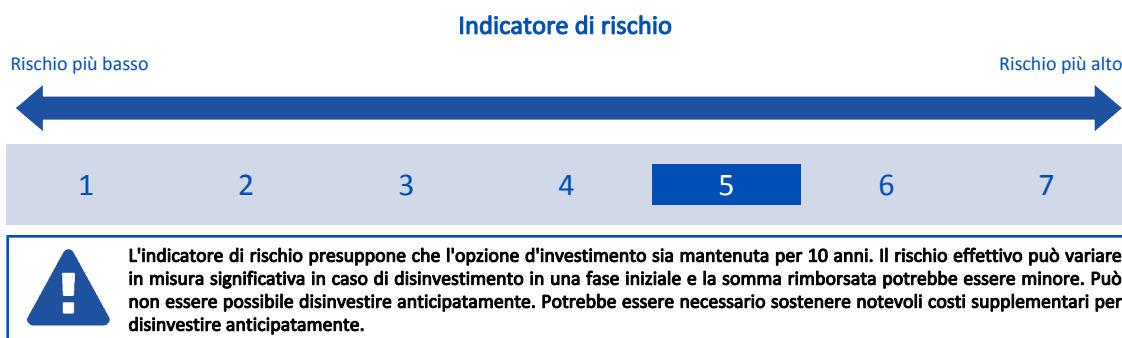 Indicatore di rischio
Rischio più basso
Rischio più alto
1 2 3 4 5 6 7
L'indicatore di rischio presuppone che l'opzione d'investimento sia mantenuta per 10 anni. Il rischio effettivo può variare
in misura significativa in caso di disinvestimento in una fase iniziale e la somma rimborsata potrebbe essere minore. Può
non essere possibile disinvestire anticipatamente. Potrebbe essere necessario sostenere notevoli costi supplementari per
disinvestire anticipatamente.